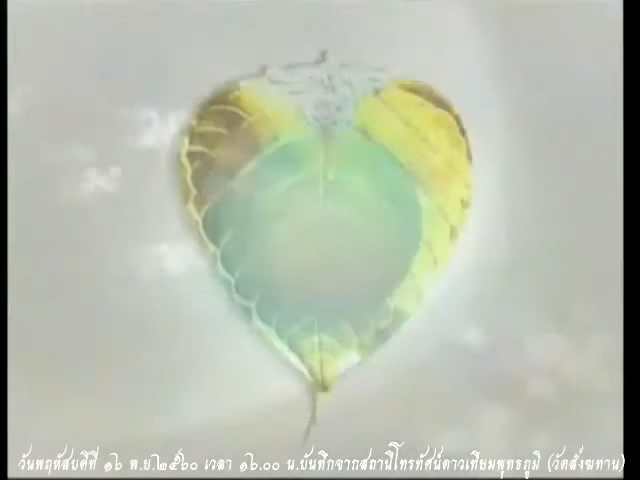 วันพฤหัสบดีที่ ๑๖ พ.ย.๒๕๖๐ เวลา ๑๖.๐๐ น.บันทึกจากสถานีโทรทัศน์ดาวเทียมพุทธภูมิ (วัดสังฆทาน)